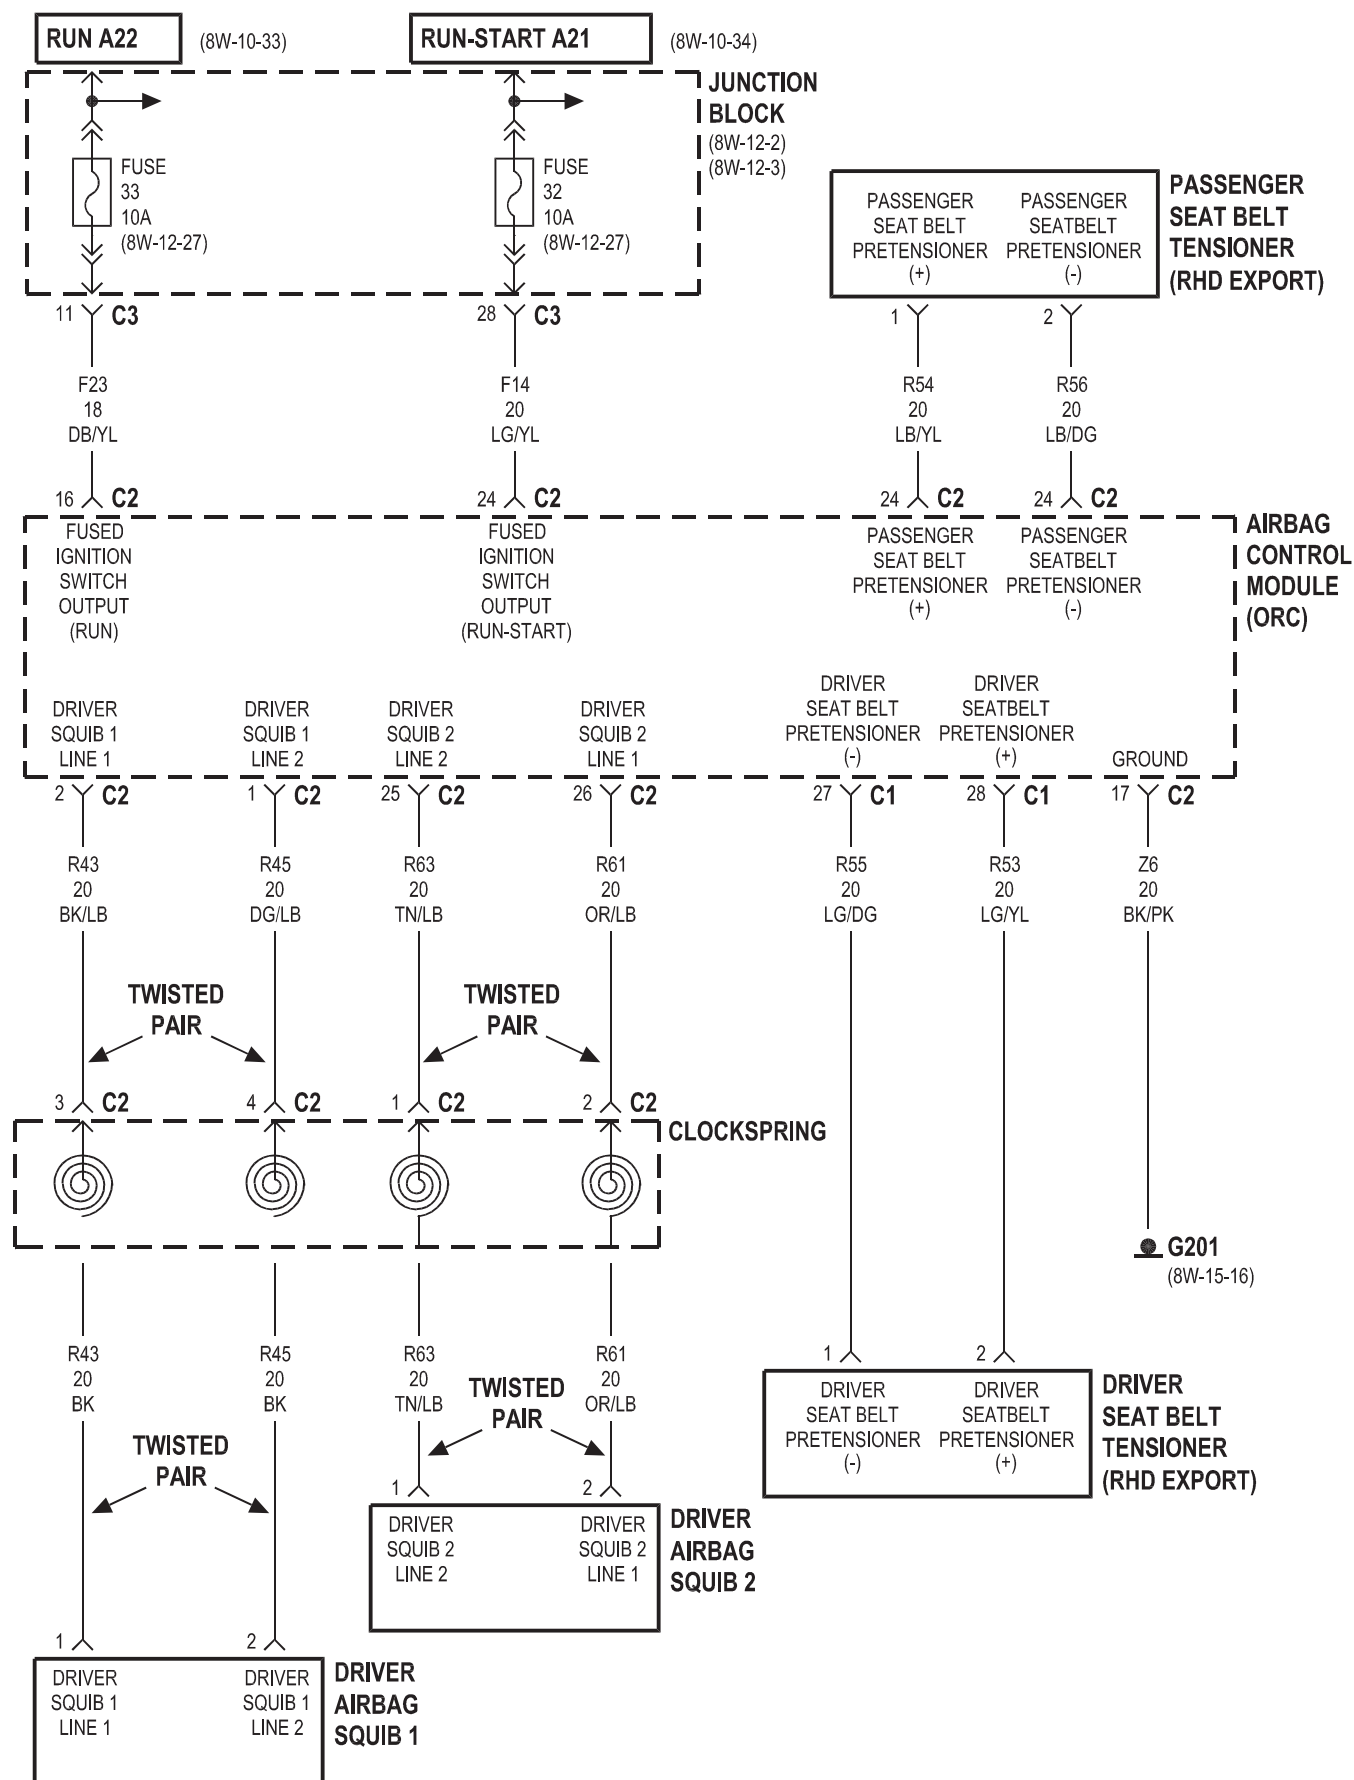 RUN A22 (8W-10-33) RUN-START A21 (8W-10-34)
JUNCTION
BLOCK
(8W-12-2)
(8W-12-3)
FUSE
33
10A
(8W-12-27)
FUSE
32
10A
(8W-12-27)
PASSENGER
SEAT BELT
PRETENSIONER
(+)
PASSENGER
SEATBELT
PRETENSIONER
(-)
PASSENGER
SEAT BELT
TENSIONER
(RHD EXPORT)
11 C3 28 C3 1 2
F23
18
DB/YL
F14
20
LG/YL
R54
20
LB/YL
R56
20
LB/DG
16 C2 24 C2 24 C2 24 C2
FUSED
IGNITION
SWITCH
OUTPUT
(RUN)
FUSED
IGNITION
SWITCH
OUTPUT
(RUN-START)
PASSENGER
SEAT BELT
PRETENSIONER
(+)
PASSENGER
SEATBELT
PRETENSIONER
(-)
AIRBAG
CONTROL
MODULE
(ORC)
DRIVER
SQUIB 1
LINE 1
DRIVER
SQUIB 1
LINE 2
DRIVER
SQUIB 2
LINE 2
DRIVER
SQUIB 2
LINE 1
DRIVER
SEAT BELT
PRETENSIONER
(-)
DRIVER
SEATBELT
PRETENSIONER
(+)
GROUND
2 C2 1 C2 25 C2 26 C2 27 C1 28 C1 17 C2
R43
20
BK/LB
R45
20
DG/LB
R63
20
TN/LB
R61
20
OR/LB
R55
20
LG/DG
R53
20
LG/YL
Z6
20
BK/PK
TWISTED
PAIR
TWISTED
PAIR
3 C2 4 C2 1 C2 2 C2
CLOCKSPRING
G201
(8W-15-16)
R43
20
BK
R45
20
BK
R63
20
TN/LB
R61
20
OR/LB
TWISTED
PAIR
TWISTED
PAIR
1 2
DRIVER
SEAT BELT
PRETENSIONER
(-)
DRIVER
SEATBELT
PRETENSIONER
(+)
DRIVER
SEAT BELT
TENSIONER
(RHD EXPORT)
1 2
DRIVER
SQUIB 2
LINE 2
DRIVER
SQUIB 2
LINE 1
DRIVER
AIRBAG
SQUIB 2
1 2
DRIVER
SQUIB 1
LINE 1
DRIVER
SQUIB 1
LINE 2
DRIVER
AIRBAG
SQUIB 1